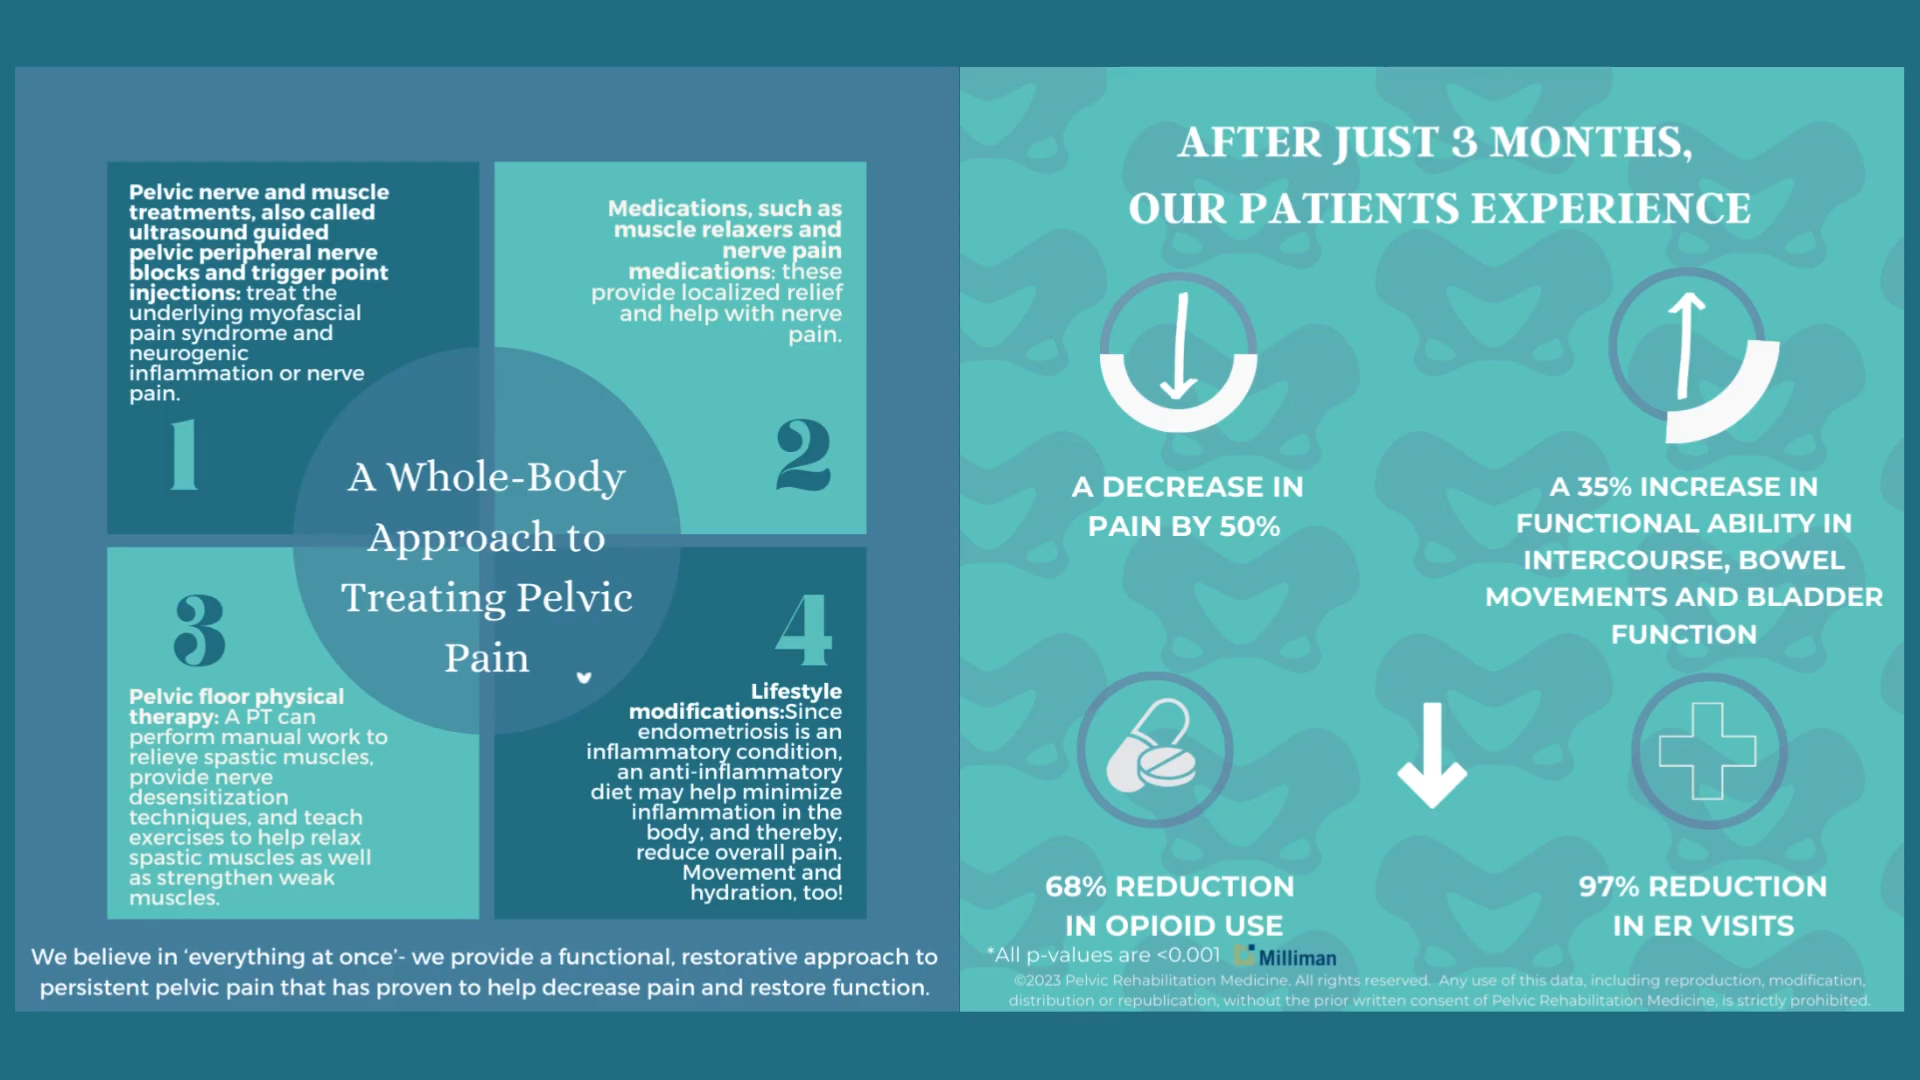 Pelvic nerve and muscle
treatments, also called
ultrasound guided
pelvic peripheral nerve
blocks and trigger point
injections: treat the
underlying myofascial
pain syndrome and
neurogenic
inflammation or nerve
pain.
1
Medications, such as
muscle relaxers and
nerve pain
medications: these
provide localized relief
and help with nerve
pain.
2
A Whole-Body
Approach to
Treating Pelvic
Pain
3
Pelvic floor physical
therapy: A PT can
perform manual work to
relieve spastic muscles,
provide nerve
desensitization
techniques, and teach
exercises to help relax
spastic muscles as well
as strengthen weak
muscles.
4
Lifestyle
modifications:Since
endometriosis is an
inflammatory condition,
an anti-inflammatory
diet may help minimize
inflammation in the
body, and thereby,
reduce overall pain.
Movement and
hydration, too!
We believe in ‘everything at once’- we provide a functional, restorative approach to
persistent pelvic pain that has proven to help decrease pain and restore function.
AFTER JUST 3 MONTHS,
OUR PATIENTS EXPERIENCE
A DECREASE IN
PAIN BY 50%
A 35% INCREASE IN
FUNCTIONAL ABILITY IN
INTERCOURSE, BOWEL
MOVEMENTS AND BLADDER
FUNCTION
68% REDUCTION
IN OPIOID USE
97% REDUCTION
IN ER VISITS
*All p-values are <0.001 Milliman
©2023 Pelvic Rehabilitation Medicine. All rights reserved. Any use of this data, including reproduction, modification,
distribution or republication, without the prior written consent of Pelvic Rehabilitation Medicine, is strictly prohibited.